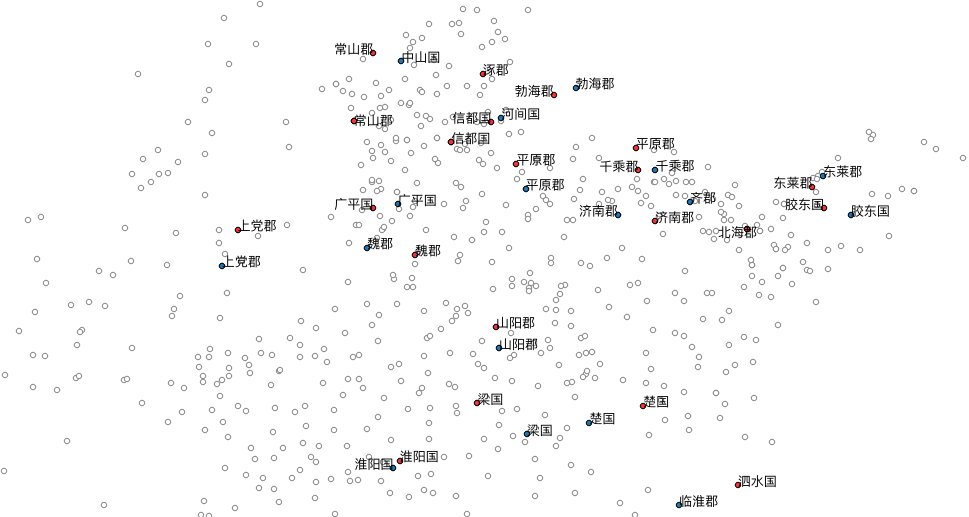 常山郡
中山国
涿郡
勃海郡
勃海郡
常山郡
信都国
河间国
信都国
平原郡
平原郡
千乘郡
千乘郡
平原郡
东莱郡
东莱郡
广平国
广平国
济南郡
齐郡
济南郡
胶东国
胶东国
上党郡
北海郡
魏郡
魏郡
上党郡
山阳郡
山阳郡
梁国
楚国
楚国
梁国
淮阳国
淮阳国
泗水国
临淮郡